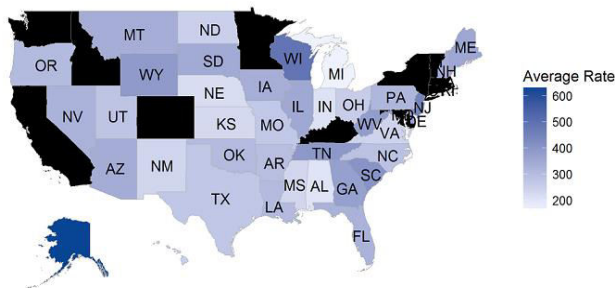 ND
MT
ME
OR
SD
WI
NH
WY
MI
IA
PA
NE
NJ
NV
UT
IL
IN
OH
DE
KS
MO
WV
VA
AZ
NM
OK
TN
NC
AR
SC
TX
MS
AL
GA
LA
FL
Average Rate
600
500
400
300
200